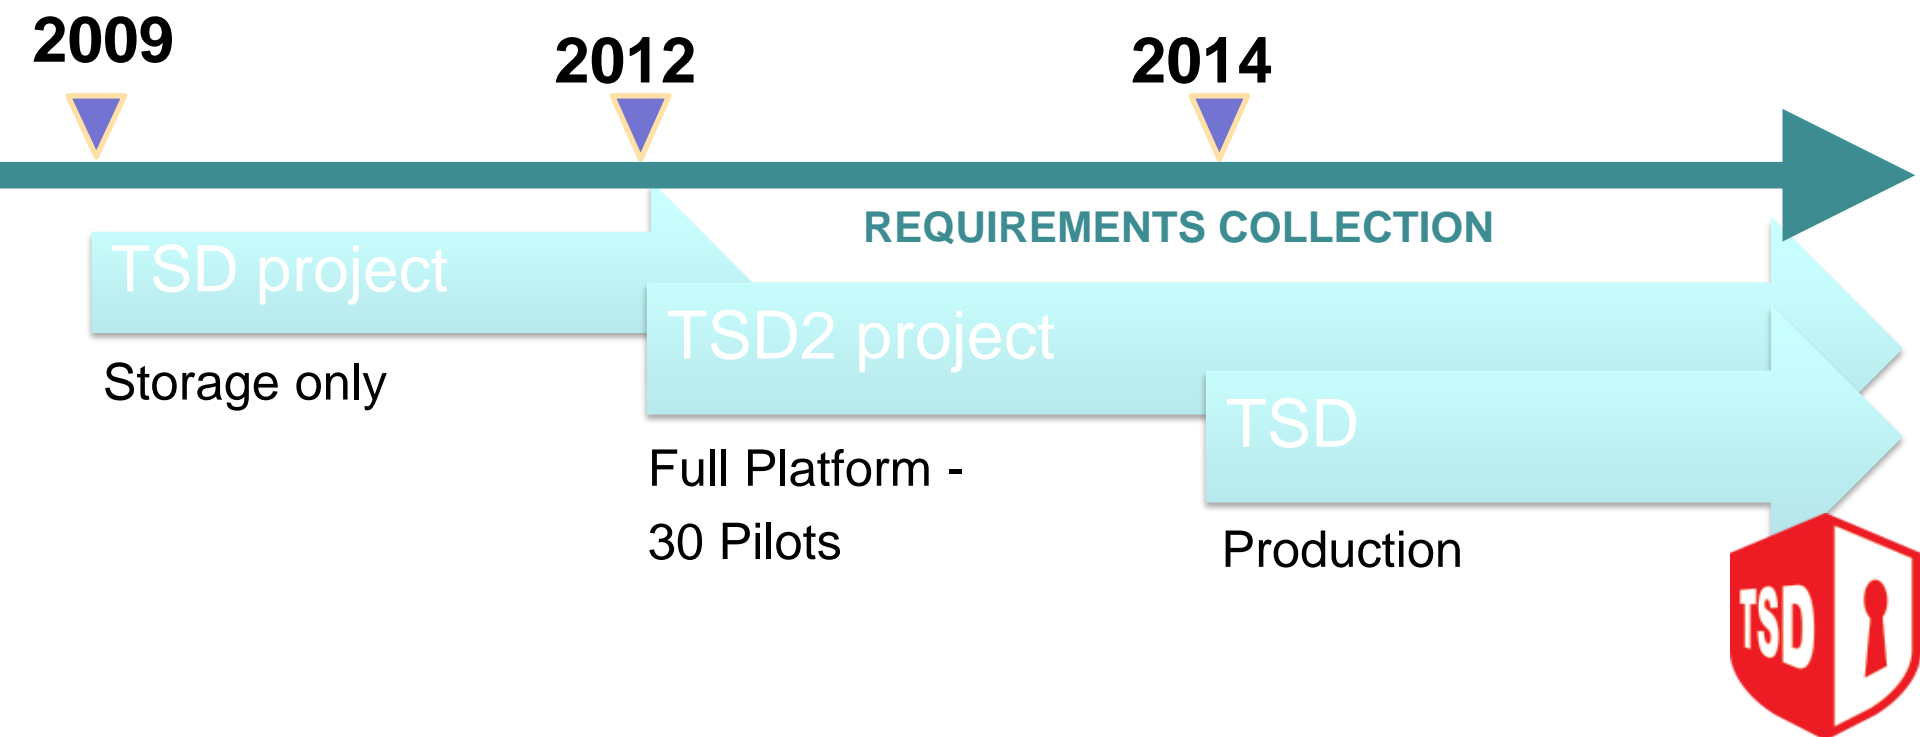 2009
2012
2014
REQUIREMENTS COLLECTION
TSD project
Storage only
TSD2 project
Full Platform -
30 Pilots
TSD
Production
TSD